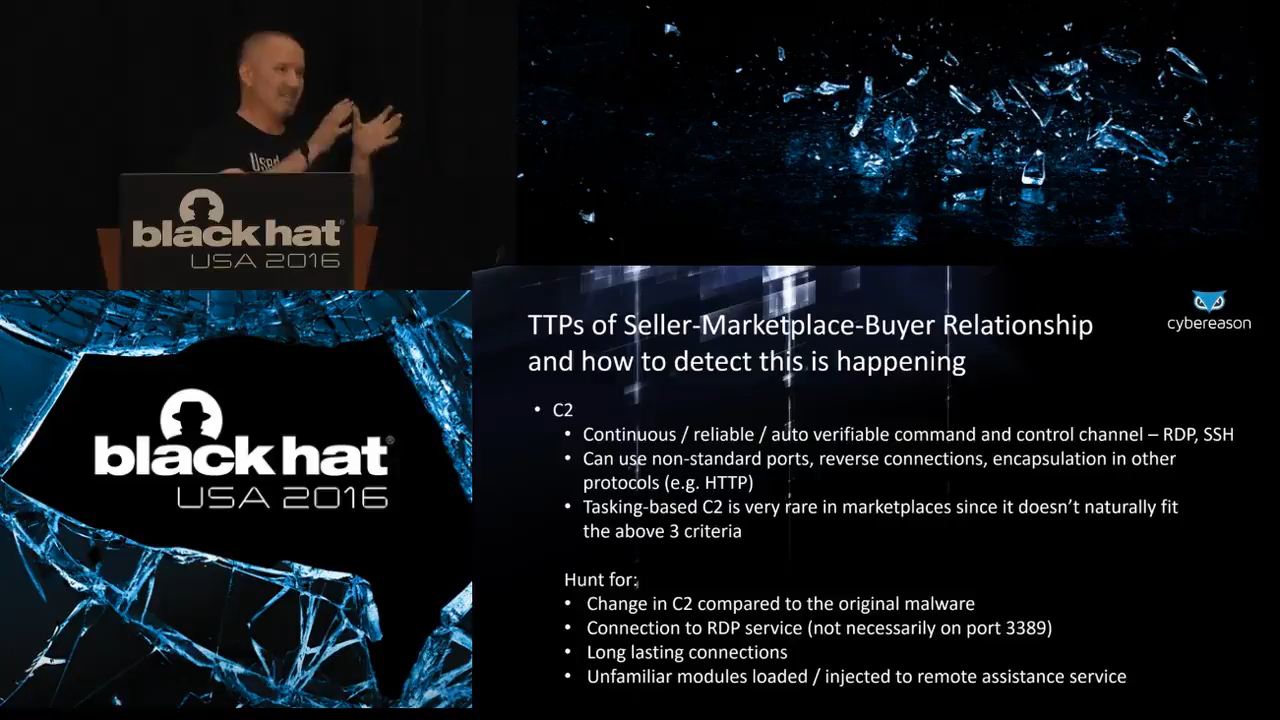 Used
black hat®
USA 2016
black hat®
USA 2016
cybereason
TTPs of Seller-Marketplace-Buyer Relationship
and how to detect this is happening
• C2
• Continuous / reliable / auto verifiable command and control channel – RDP, SSH
• Can use non-standard ports, reverse connections, encapsulation in other
protocols (e.g. HTTP)
• Tasking-based C2 is very rare in marketplaces since it doesn’t naturally fit
the above 3 criteria
Hunt for:
• Change in C2 compared to the original malware
• Connection to RDP service (not necessarily on port 3389)
• Long lasting connections
• Unfamiliar modules loaded / injected to remote assistance service